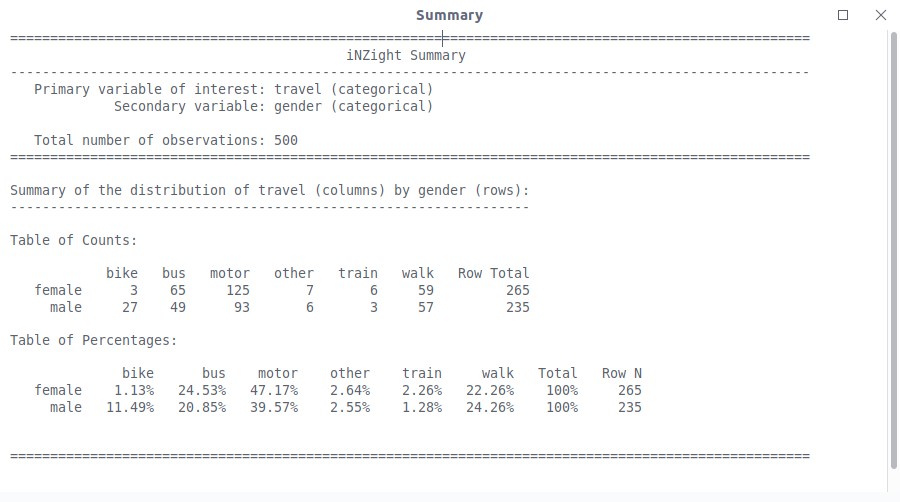 Summary
====================================================================================================
iNZight Summary
----------------------------------------------------------------------------------------------------
   Primary variable of interest: travel (categorical)
             Secondary variable: gender (categorical)
   Total number of observations: 500
====================================================================================================
Summary of the distribution of travel (columns) by gender (rows):
-----------------------------------------------------------------
Table of Counts:
            bike   bus   motor   other   train   walk   Row Total
   female      3    65     125       7       6     59         265
     male     27    49      93       6       3     57         235
Table of Percentages:
              bike      bus    motor    other    train     walk   Total   Row N
   female    1.13%   24.53%   47.17%    2.64%    2.26%   22.26%    100%     265
     male   11.49%   20.85%   39.57%    2.55%    1.28%   24.26%    100%     235
====================================================================================================